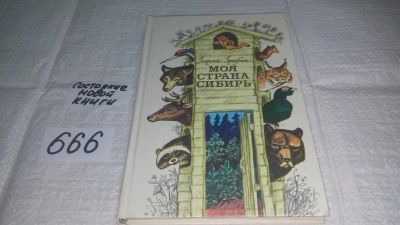 состояние
новой
книги
666
МОЯ
СТРАНА
СИБИРЬ